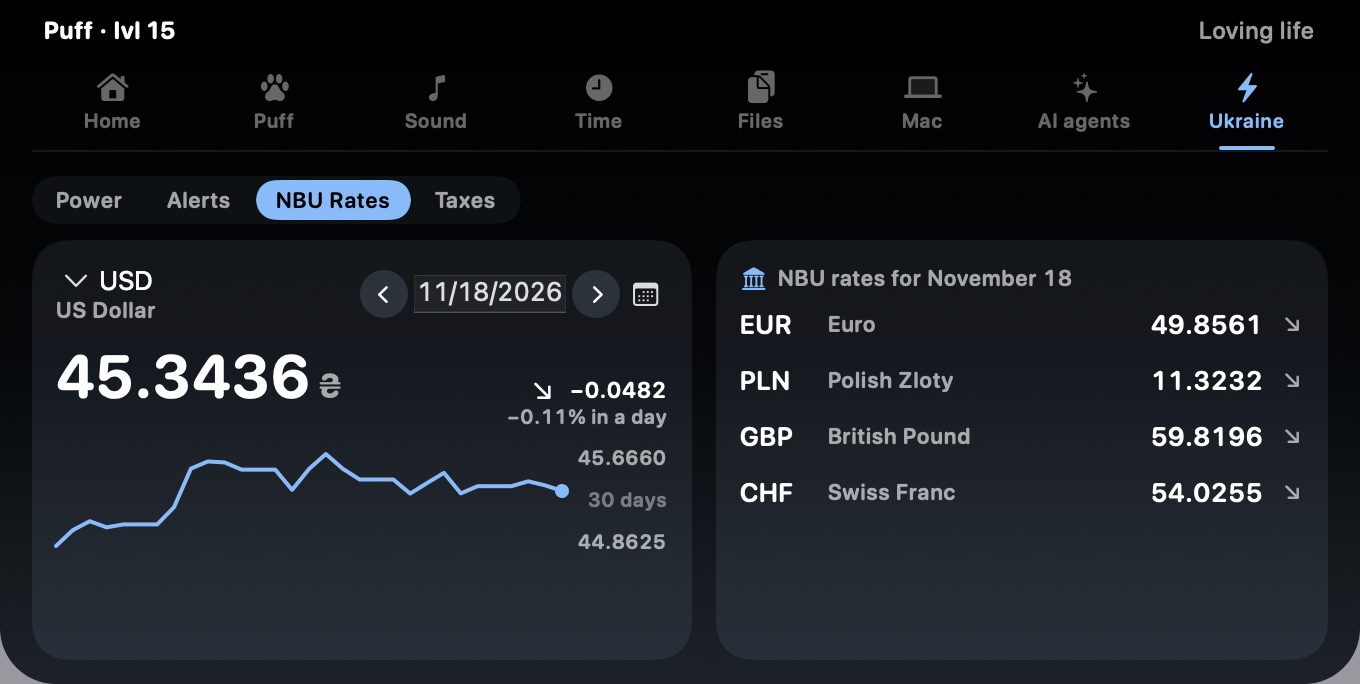 Puff · lvl 15
Loving life
Home
Puff
Sound
Time
Files
Mac
AI agents
Ukraine
Power
Alerts
NBU Rates
Taxes
USD
US Dollar
11/18/2026
45.3436 ₴
−0.0482
−0.11% in a day
45.6660
30 days
44.8625
NBU rates for November 18
EUR Euro 49.8561
PLN Polish Zloty 11.3232
GBP British Pound 59.8196
CHF Swiss Franc 54.0255